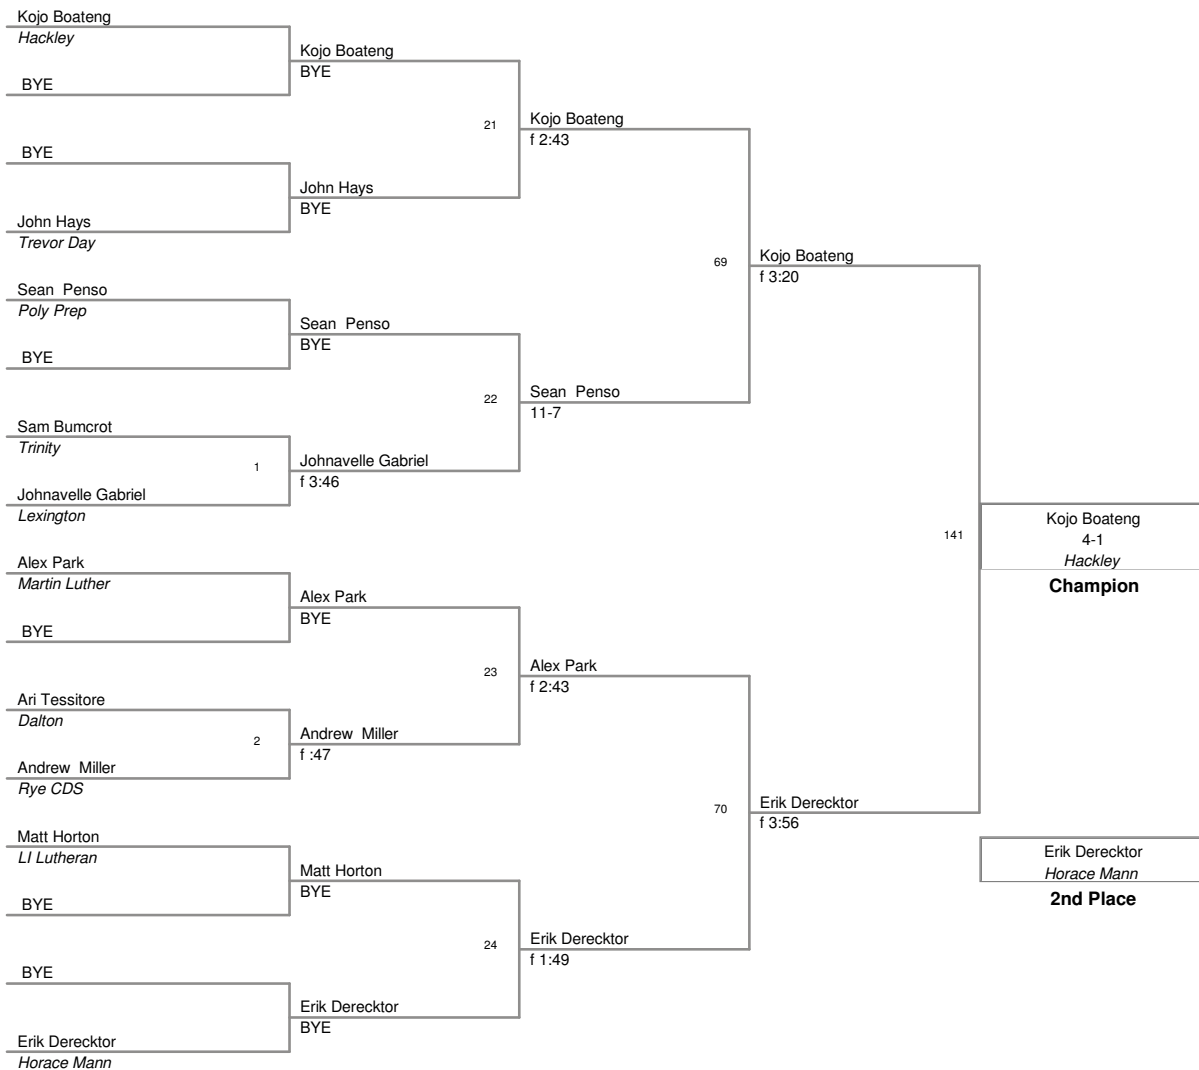 Kojo Boateng
Hackley
Kojo Boateng
BYE
BYE
21
Kojo Boateng
f 2:43
BYE
John Hays
BYE
John Hays
Trevor Day
69
Kojo Boateng
f 3:20
Sean Penso
Poly Prep
Sean Penso
BYE
BYE
22
Sean Penso
11-7
Sam Bumcrot
Trinity
1
Johnavelle Gabriel
f 3:46
Johnavelle Gabriel
Lexington
141
Kojo Boateng
4-1
Hackley
Champion
Alex Park
Martin Luther
Alex Park
BYE
BYE
23
Alex Park
f 2:43
Ari Tessitore
Dalton
2
Andrew Miller
f :47
Andrew Miller
Rye CDS
70
Erik Derecktor
f 3:56
Matt Horton
LI Lutheran
Matt Horton
BYE
BYE
24
Erik Derecktor
f 1:49
BYE
Erik Derecktor
BYE
Erik Derecktor
Horace Mann
Erik Derecktor
Horace Mann
2nd Place